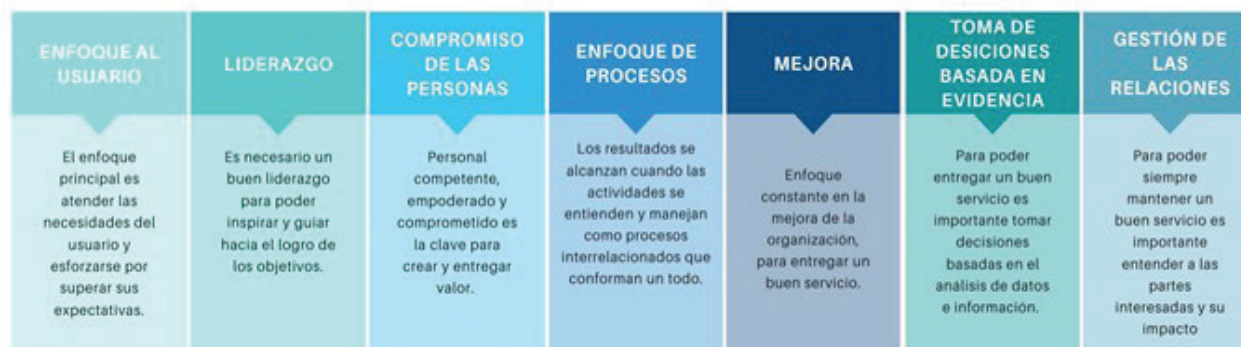 ENFOQUE AL
USUARIO
El enfoque
principal es
atender las
necesidades del
usuario y
esforzarse por
superar sus
expectativas.
LIDERAZGO
Es necesario un
buen liderazgo
para poder
inspirar y guiar
hacia el logro de
los objetivos.
COMPROMISO
DE LAS
PERSONAS
Personal
competente,
empoderado y
comprometido es
la clave para
crear y entregar
valor.
ENFOQUE DE
PROCESOS
Los resultados se
alcanzan cuando las
actividades se
entienden y manejan
como procesos
interrelacionados que
conforman un todo.
MEJORA
Enfoque
constante en la
mejora de la
organización,
para entregar un
buen servicio.
TOMA DE
DESICIONES
BASADA EN
EVIDENCIA
Para poder
entregar un buen
servicio es
importante tomar
decisiones
basadas en el
análisis de datos
e información.
GESTIÓN DE
LAS
RELACIONES
Para poder
siempre
mantener un
buen servicio es
importante
entender a las
partes
interesadas y su
impacto